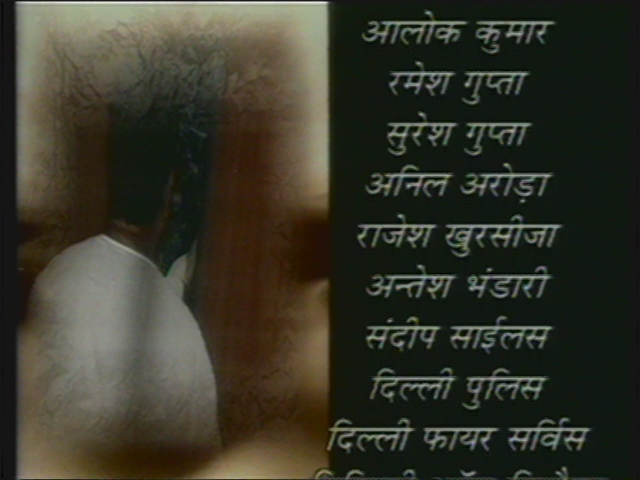 आलोक कुमार
रमेश गुप्ता
सुरेश गुप्ता
अनिल अरोड़ा
राजेश खुरसीजा
अन्तेश भंडारी
संदीप साईलस
दिल्ली पुलिस
दिल्ली फायर सर्विस